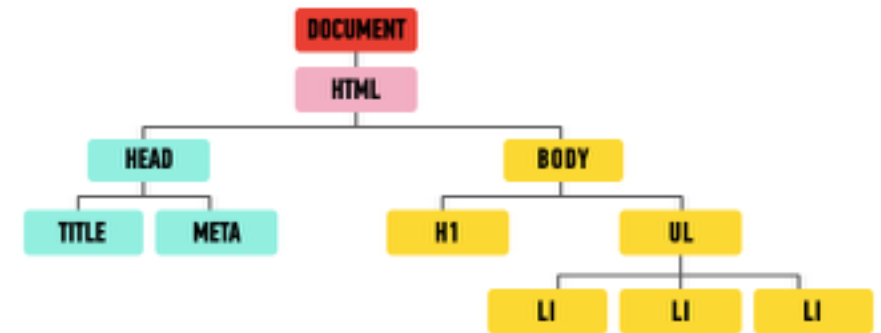 DOCUMENT
HTML
HEAD
BODY
TITLE
META
H1
UL
LI
LI
LI